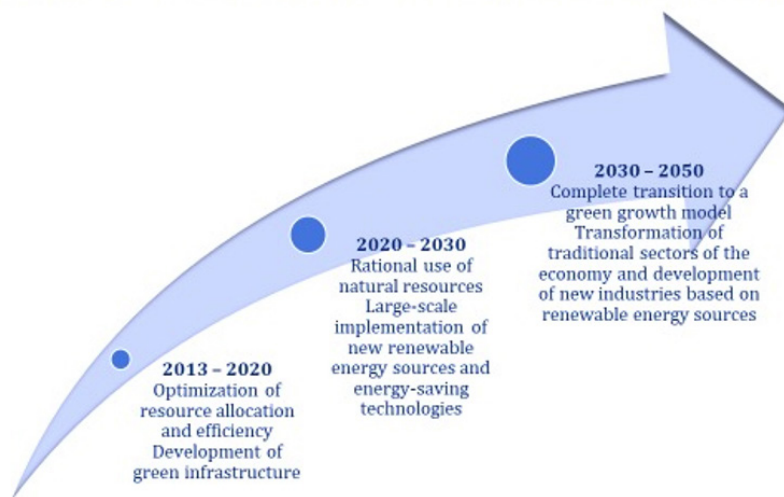 2013 – 2020
Optimization of
resource allocation
and efficiency
Development of
green infrastructure
2020 – 2030
Rational use of
natural resources
Large-scale
implementation of
new renewable
energy sources and
energy-saving
technologies
2030 – 2050
Complete transition to a
green growth model
Transformation of
traditional sectors of the
economy and development
of new industries based on
renewable energy sources